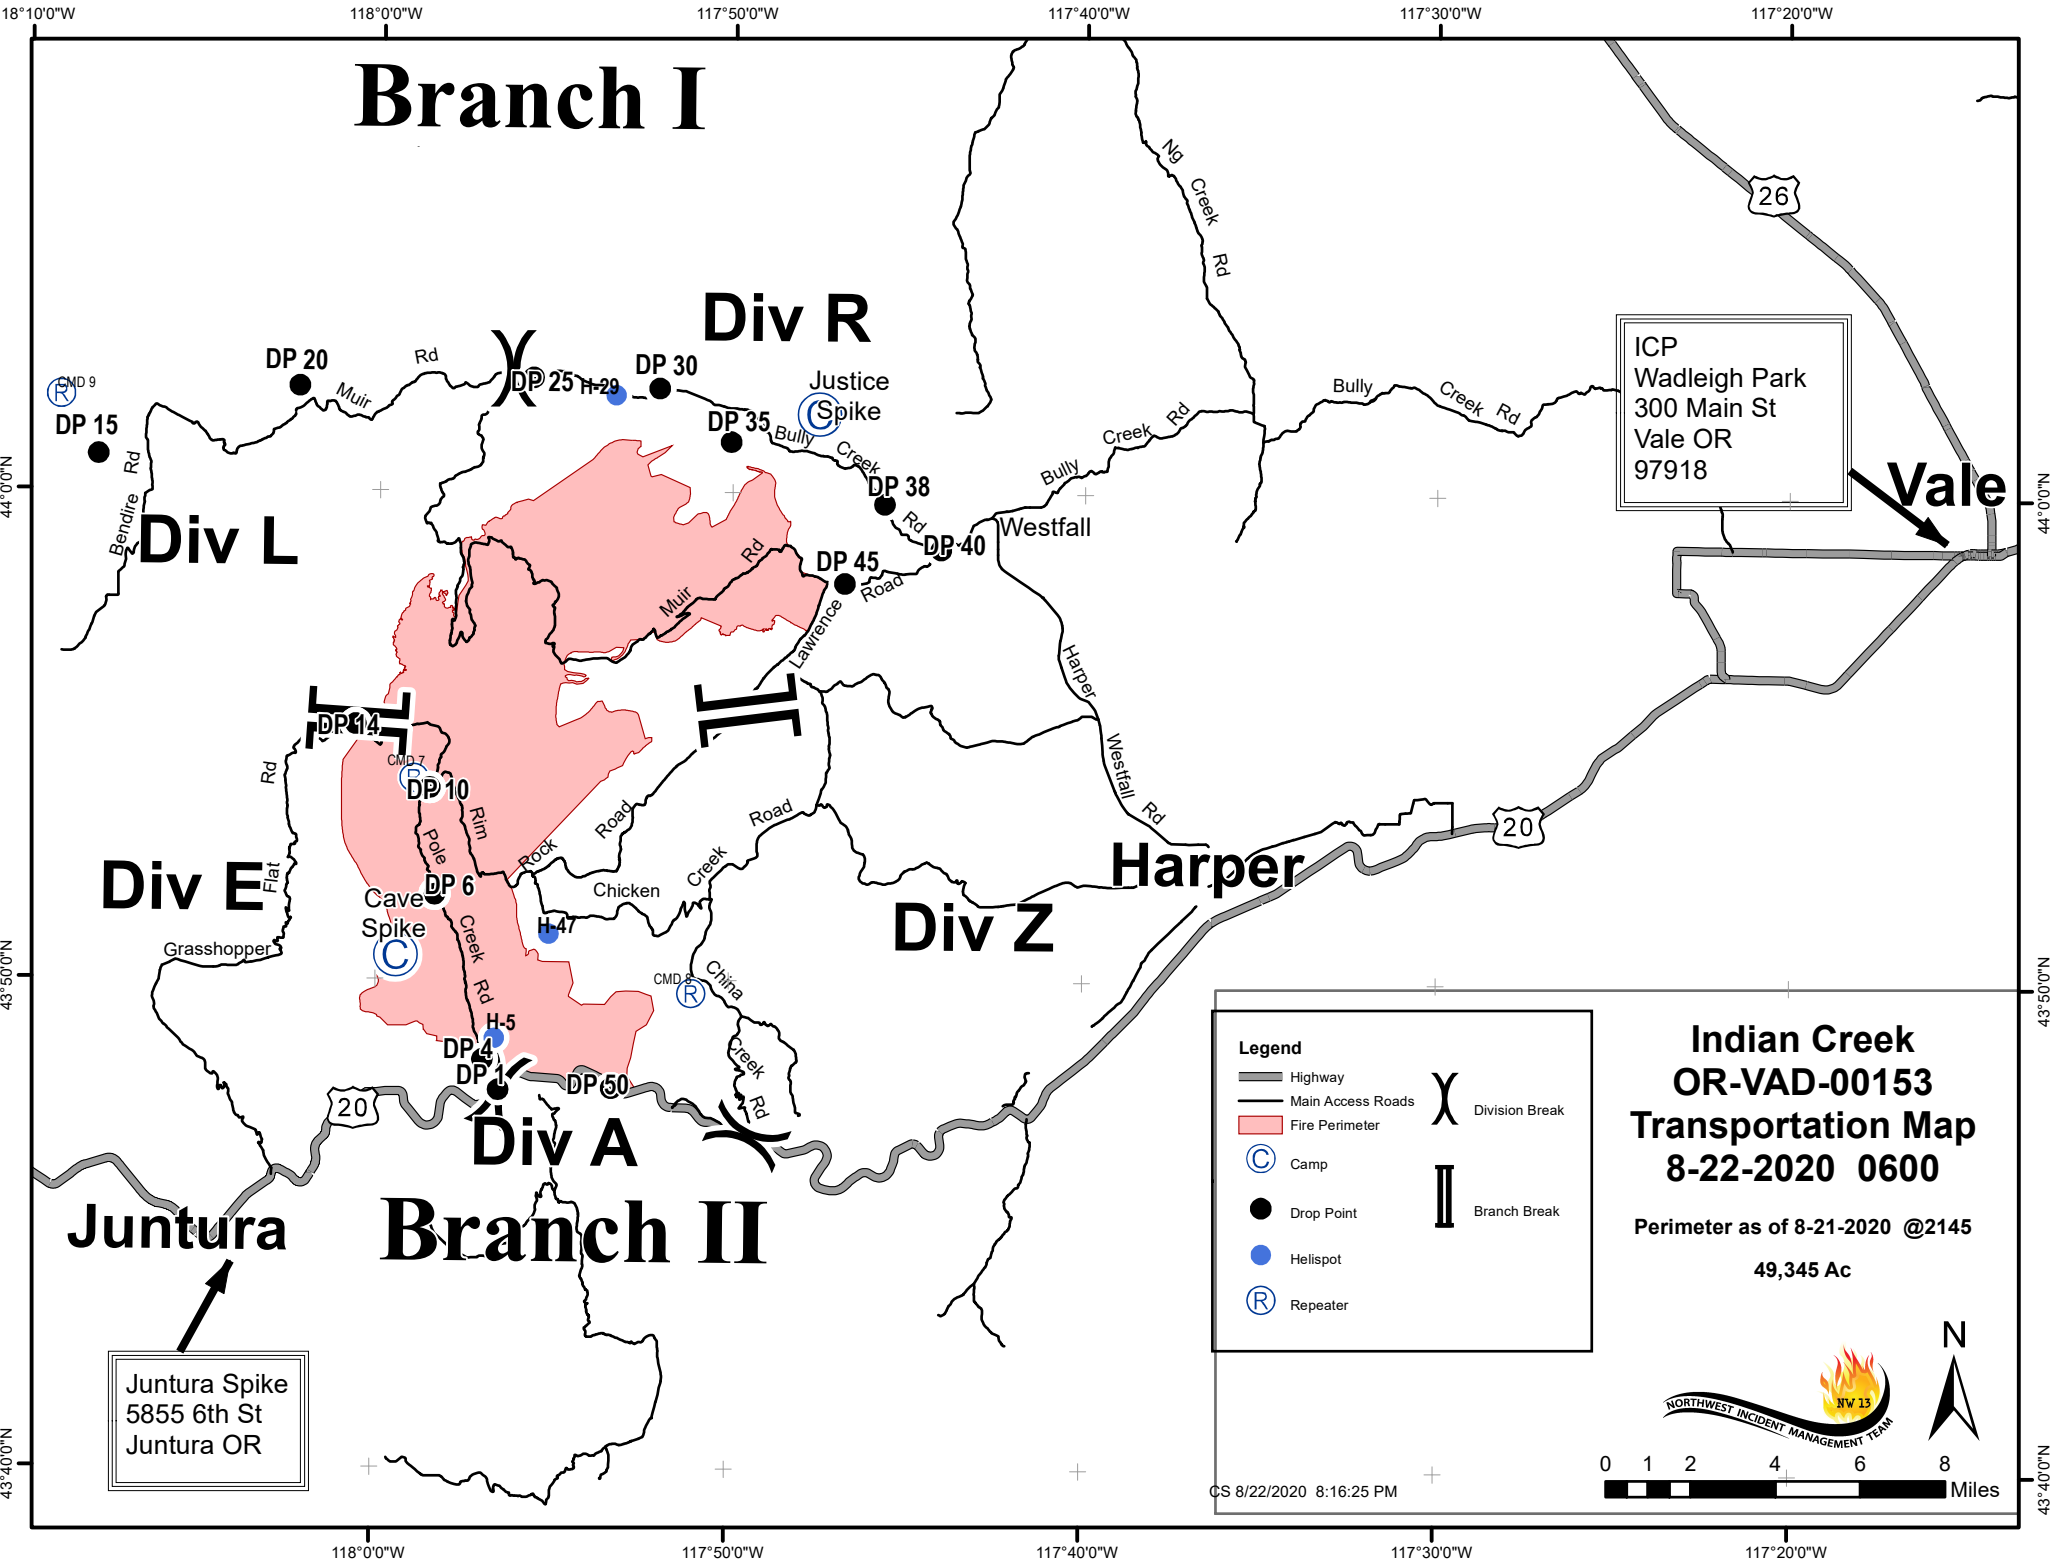 18°10'0"W
118°0'0"W
117°50'0"W
117°40'0"W
117°30'0"W
117°20'0"W
Branch I
Ng
Creek
Rd
26
Div R
ICP
Wadleigh Park
300 Main St
Vale OR
97918
Vale
DP 20
Rd
Muir
DP 25
H-29
DP 30
Justice
Spike
C
CMD 9
R
DP 15
DP 35
Bully
Creek
Rd
DP 38
DP 40
Westfall
Bully
Creek
Rd
Bully
Creek
Rd
44°0'0"N
44°0'0"N
Rd
Bendire
Div L
Rd
Muir
DP 45
Road
Lawrence
Harper
Westfall
Rd
DP 14
CMD 7
R
DP 10
Rd
Flat
Grasshopper
Rim
Pole
Creek
Rd
DP 6
Rock
Road
Chicken
Creek
Road
Div E
Cave
Spike
C
H-47
Div Z
Harper
20
43°50'0"N
43°50'0"N
CMD 8
R
China
Creek
Rd
H-5
DP 4
DP 1
DP 50
20
Div A
Branch II
Juntura
Juntura Spike
5855 6th St
Juntura OR
Legend
Highway
Main Access Roads
Fire Perimeter
C
Camp
Drop Point
Helispot
R
Repeater
Division Break
Branch Break
Indian Creek
OR-VAD-00153
Transportation Map
8-22-2020 0600
Perimeter as of 8-21-2020 @2145
49,345 Ac
N
NW 13
NORTHWEST INCIDENT MANAGEMENT TEAM
0 1 2 4 6 8
Miles
CS 8/22/2020 8:16:25 PM
43°40'0"N
43°40'0"N
118°0'0"W
117°50'0"W
117°40'0"W
117°30'0"W
117°20'0"W